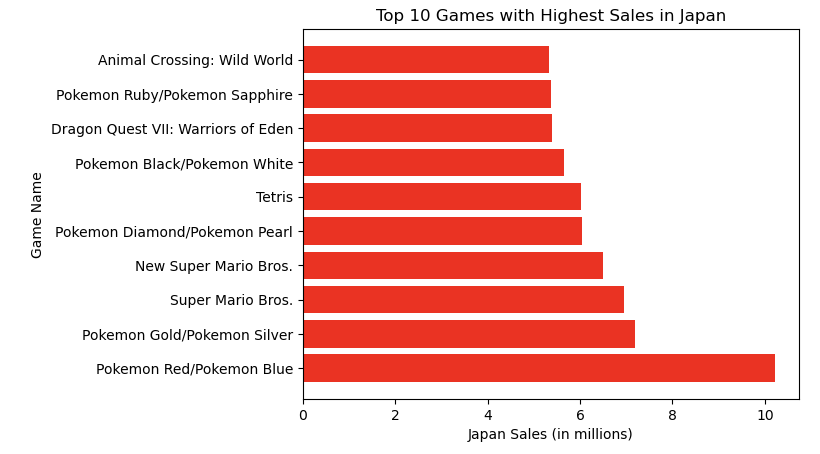 Top 10 Games with Highest Sales in Japan
Game Name
Animal Crossing: Wild World
Pokemon Ruby/Pokemon Sapphire
Dragon Quest VII: Warriors of Eden
Pokemon Black/Pokemon White
Tetris
Pokemon Diamond/Pokemon Pearl
New Super Mario Bros.
Super Mario Bros.
Pokemon Gold/Pokemon Silver
Pokemon Red/Pokemon Blue
0 2 4 6 8 10
Japan Sales (in millions)